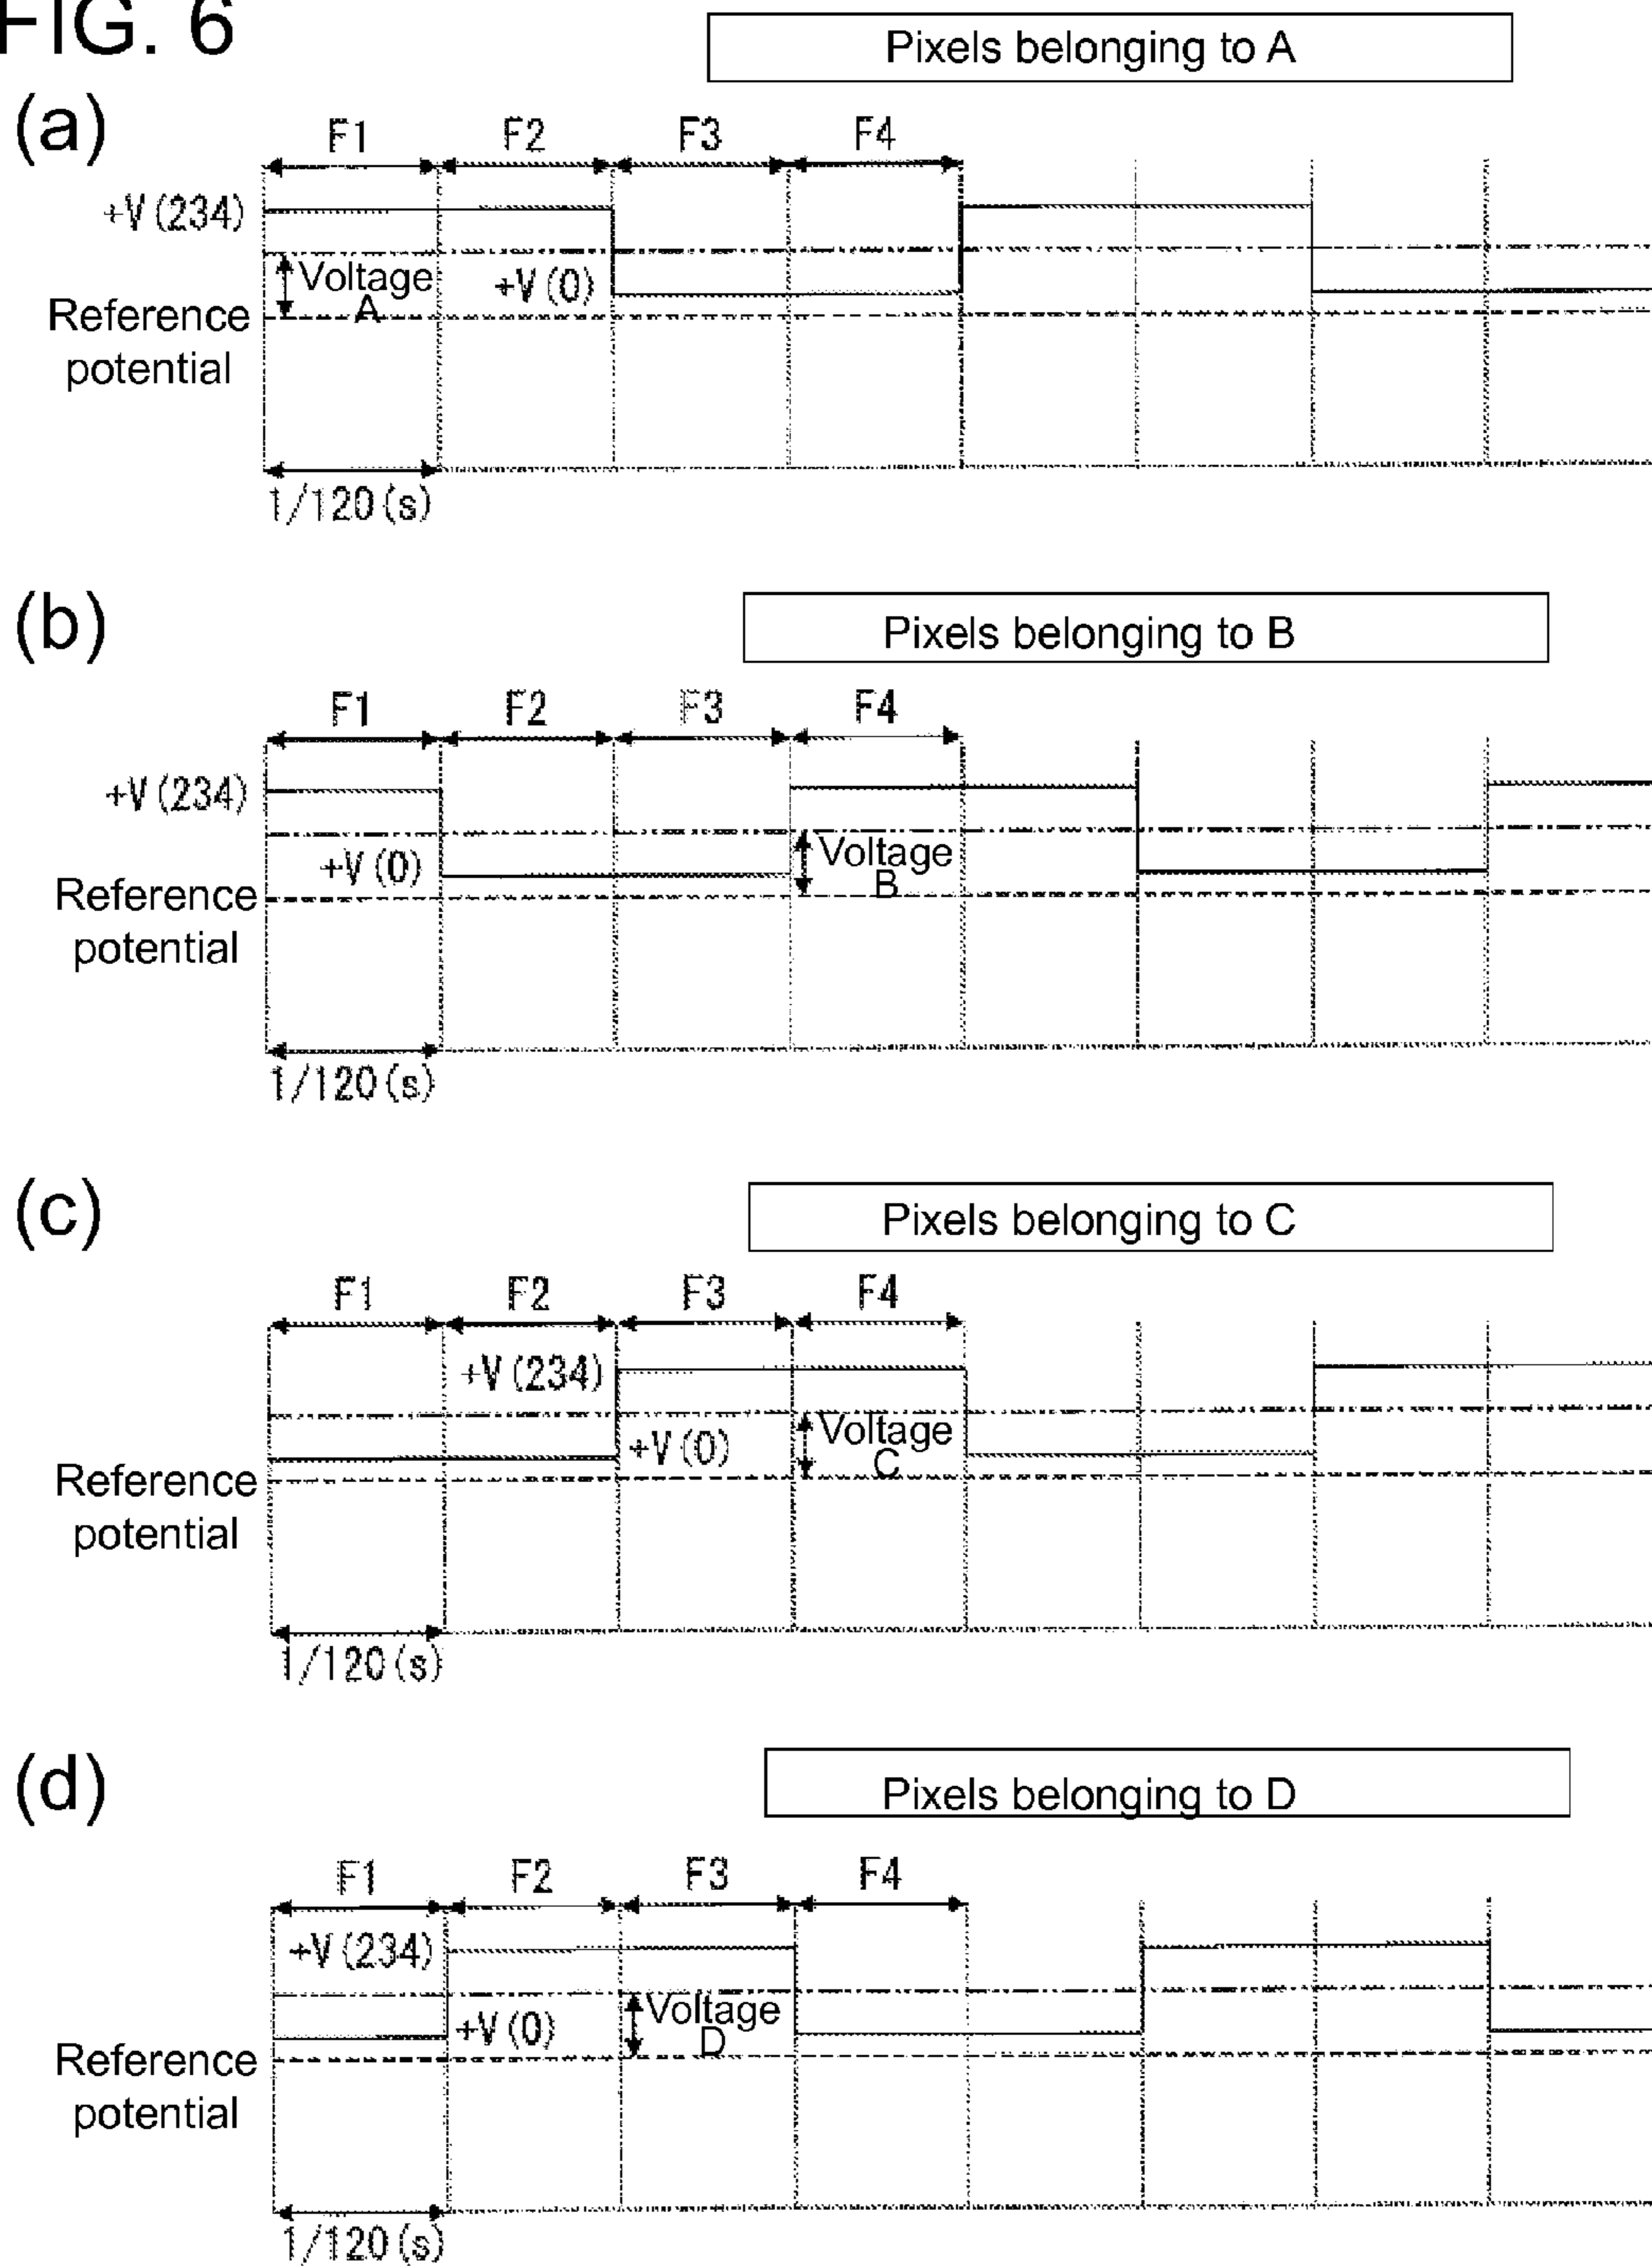 FIG. 6
Pixels belonging to A
(a)
F1 F2 F3 F4
+V(234)
Voltage
A
+V(0)
Reference
potential
1/120(s)
(b)
Pixels belonging to B
F1 F2 F3 F4
+V(234)
+V(0)
Voltage
B
Reference
potential
1/120(s)
(c)
Pixels belonging to C
F1 F2 F3 F4
+V(234)
+V(0)
Voltage
C
Reference
potential
1/120(s)
(d)
Pixels belonging to D
F1 F2 F3 F4
+V(234)
+V(0)
Voltage
D
Reference
potential
1/120(s)